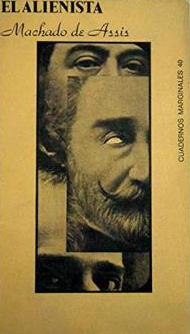 EL ALIENISTA
Machado de Assis
CUADERNOS MARGINALES 40